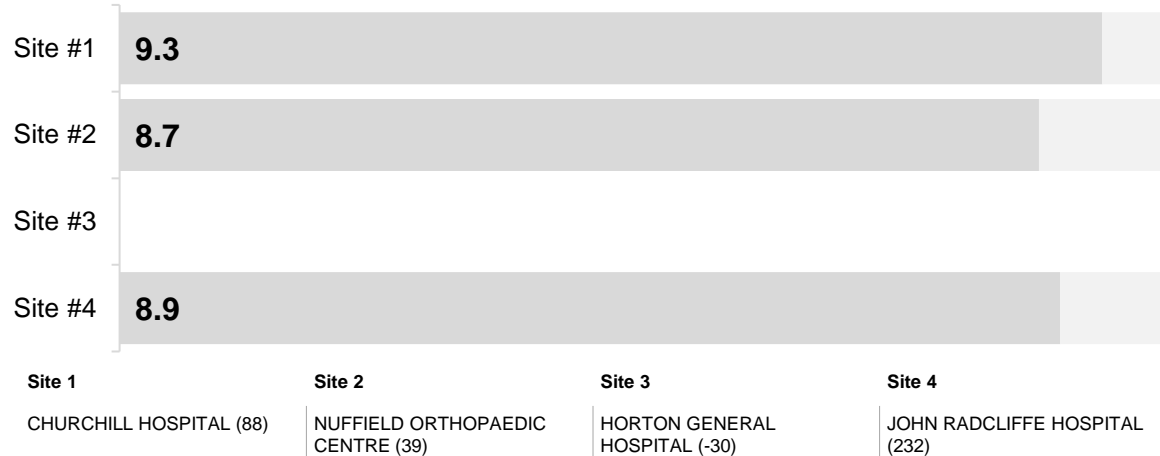 Site #1
9.3
Site #2
8.7
Site #3
Site #4
8.9
Site 1
CHURCHILL HOSPITAL (88)
Site 2
NUFFIELD ORTHOPAEDIC
CENTRE (39)
Site 3
HORTON GENERAL
HOSPITAL (-30)
Site 4
JOHN RADCLIFFE HOSPITAL
(232)